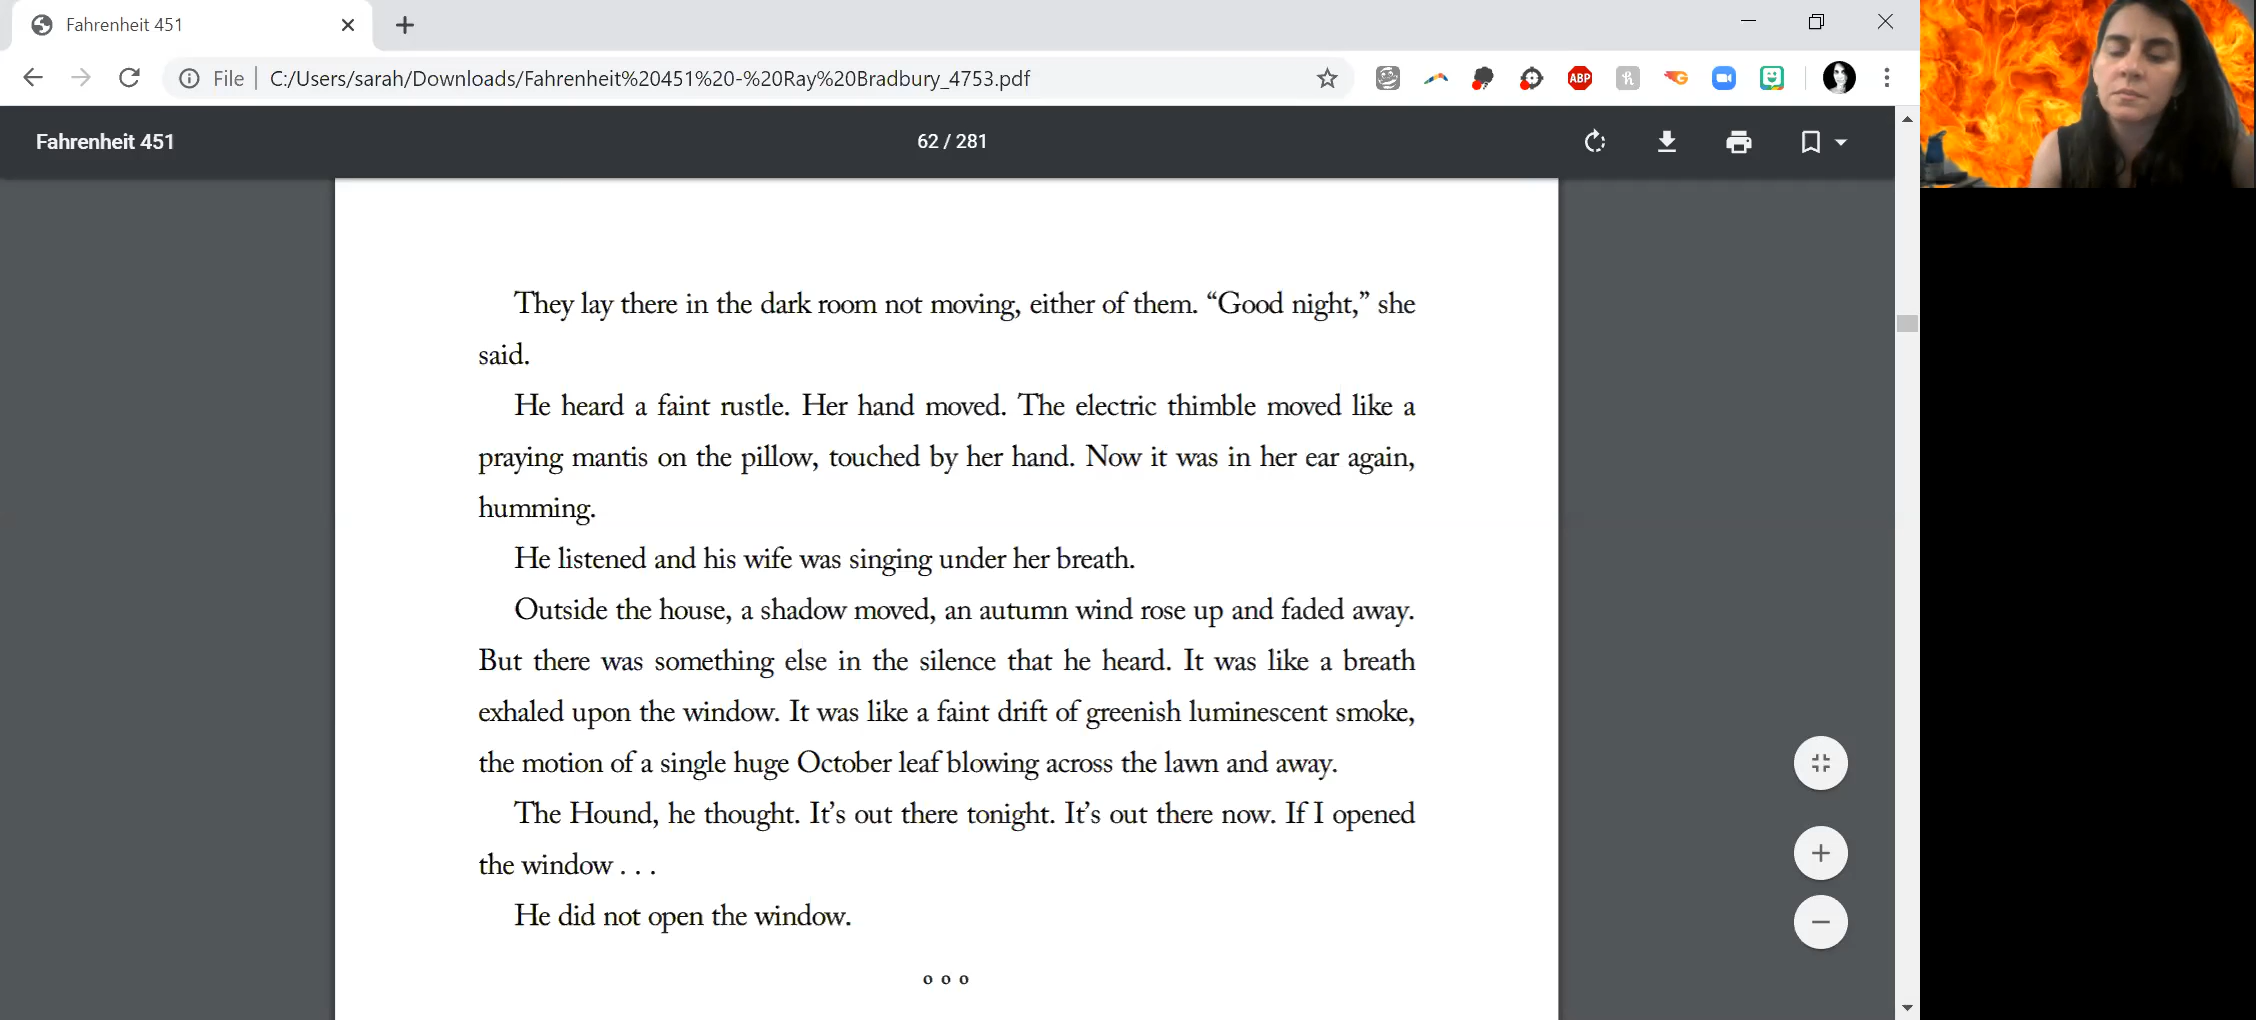 Fahrenheit 451
File
C:/Users/sarah/Downloads/Fahrenheit%20451%20-%20Ray%20Bradbury_4753.pdf
ABP
Fahrenheit 451
62 / 281
They lay there in the dark room not moving, either of them. “Good night,” she
said.
He heard a faint rustle. Her hand moved. The electric thimble moved like a
praying mantis on the pillow, touched by her hand. Now it was in her ear again,
humming.
He listened and his wife was singing under her breath.
Outside the house, a shadow moved, an autumn wind rose up and faded away.
But there was something else in the silence that he heard. It was like a breath
exhaled upon the window. It was like a faint drift of greenish luminescent smoke,
the motion of a single huge October leaf blowing across the lawn and away.
The Hound, he thought. It’s out there tonight. It’s out there now. If I opened
the window . . .
He did not open the window.
o o o